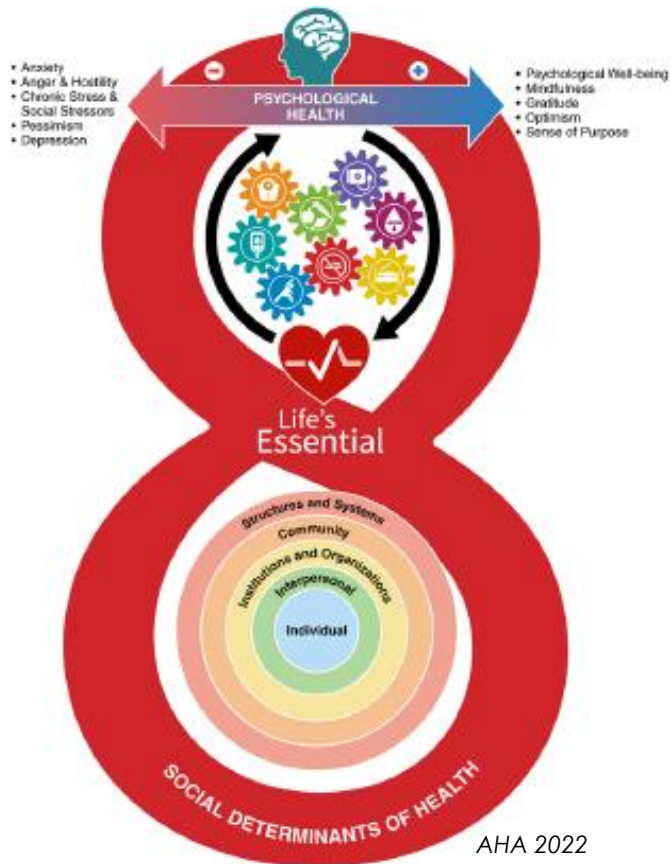 • Anxiety
• Anger & Hostility
• Chronic Stress &
Social Stressors
• Pessimism
• Depression
PSYCHOLOGICAL
HEALTH
• Psychological Well-being
• Mindfulness
• Gratitude
• Optimism
• Sense of Purpose
Life's
Essential
Structures and Systems
Community
Institutions and Organizations
Interpersonal
Individual
SOCIAL DETERMINANTS OF HEALTH
AHA 2022